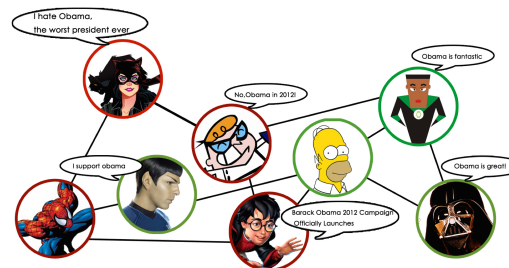 I hate Obama,
the worst president ever
Obama is fantastic
No,Obama in 2012!
I support obama
Obama is great!
Barack Obama 2012 Campaign
Officially Launches